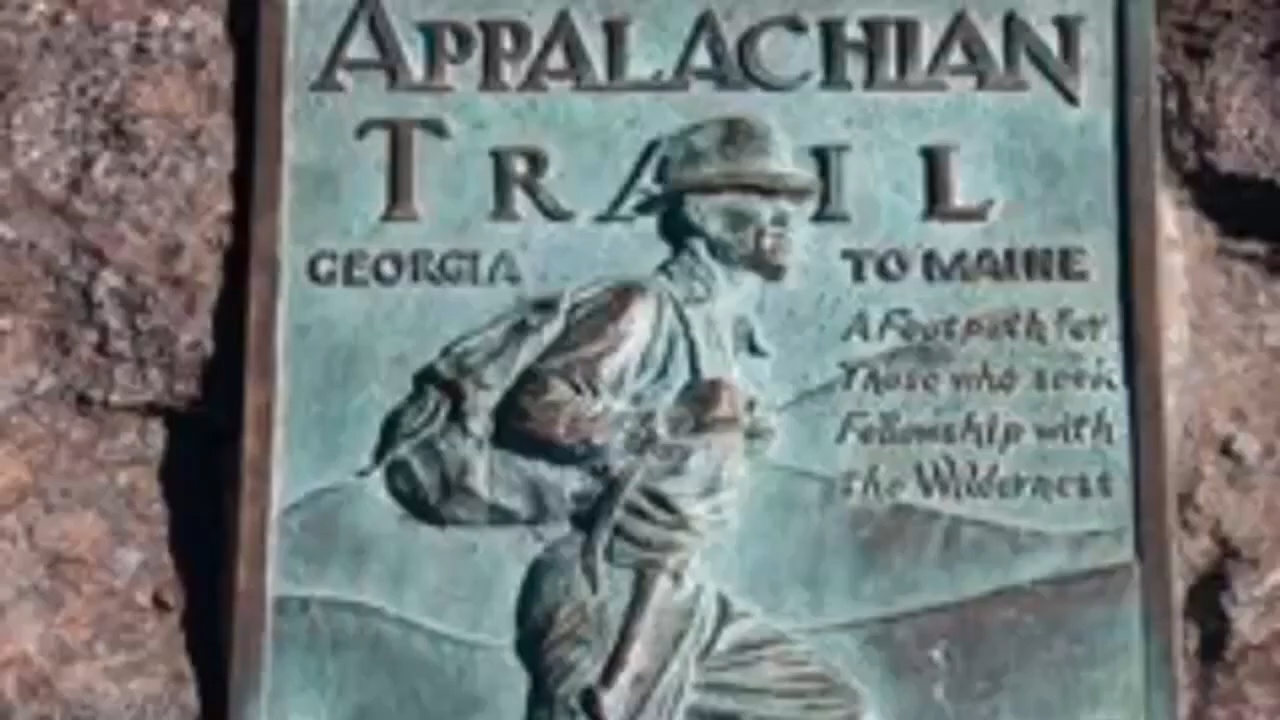 APPALACHIAN
TRAIL
GEORGIA TO MAINE
A Footpath for
Those who seek
Fellowship with
the Wilderness